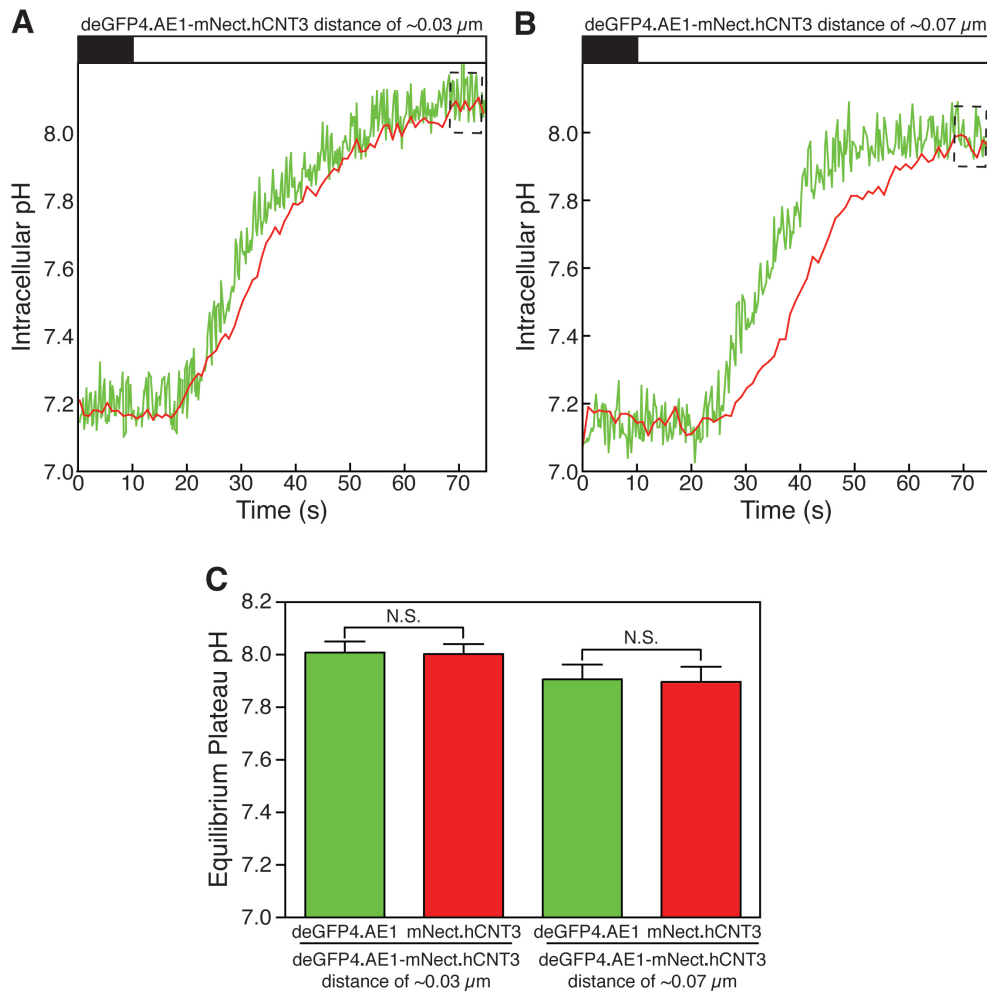 A
deGFP4.AE1-mNect.hCNT3 distance of ~0.03 µm
Intracellular pH
8.0
7.8
7.6
7.4
7.2
7.0
0 10 20 30 40 50 60 70
Time (s)
B
deGFP4.AE1-mNect.hCNT3 distance of ~0.07 µm
Intracellular pH
8.0
7.8
7.6
7.4
7.2
7.0
0 10 20 30 40 50 60 70
Time (s)
C
Equilibrium Plateau pH
8.2
8.0
7.8
7.6
7.4
7.2
7.0
N.S.
N.S.
deGFP4.AE1 mNect.hCNT3 deGFP4.AE1 mNect.hCNT3
deGFP4.AE1-mNect.hCNT3
distance of ~0.03 µm
deGFP4.AE1-mNect.hCNT3
distance of ~0.07 µm